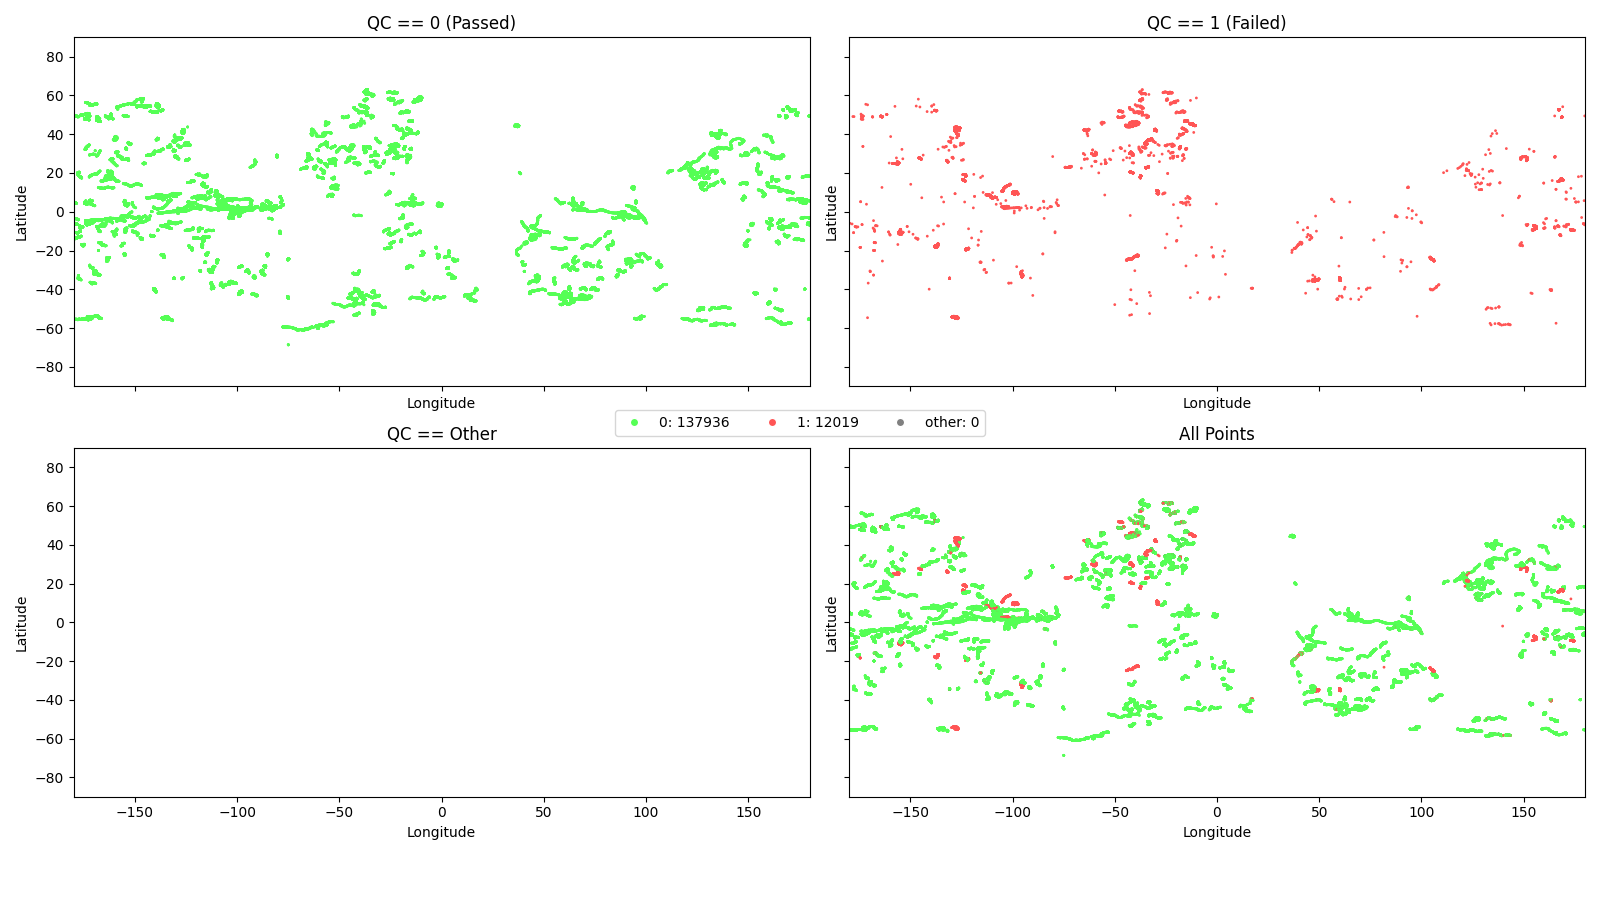 QC == 0 (Passed)
QC == 1 (Failed)
80
60
40
20
0
−20
−40
−60
−80
Latitude
Latitude
Longitude
Longitude
0: 137936
1: 12019
other: 0
QC == Other
All Points
80
60
40
20
0
−20
−40
−60
−80
Latitude
Latitude
−150
−100
−50
0
50
100
150
−150
−100
−50
0
50
100
150
Longitude
Longitude